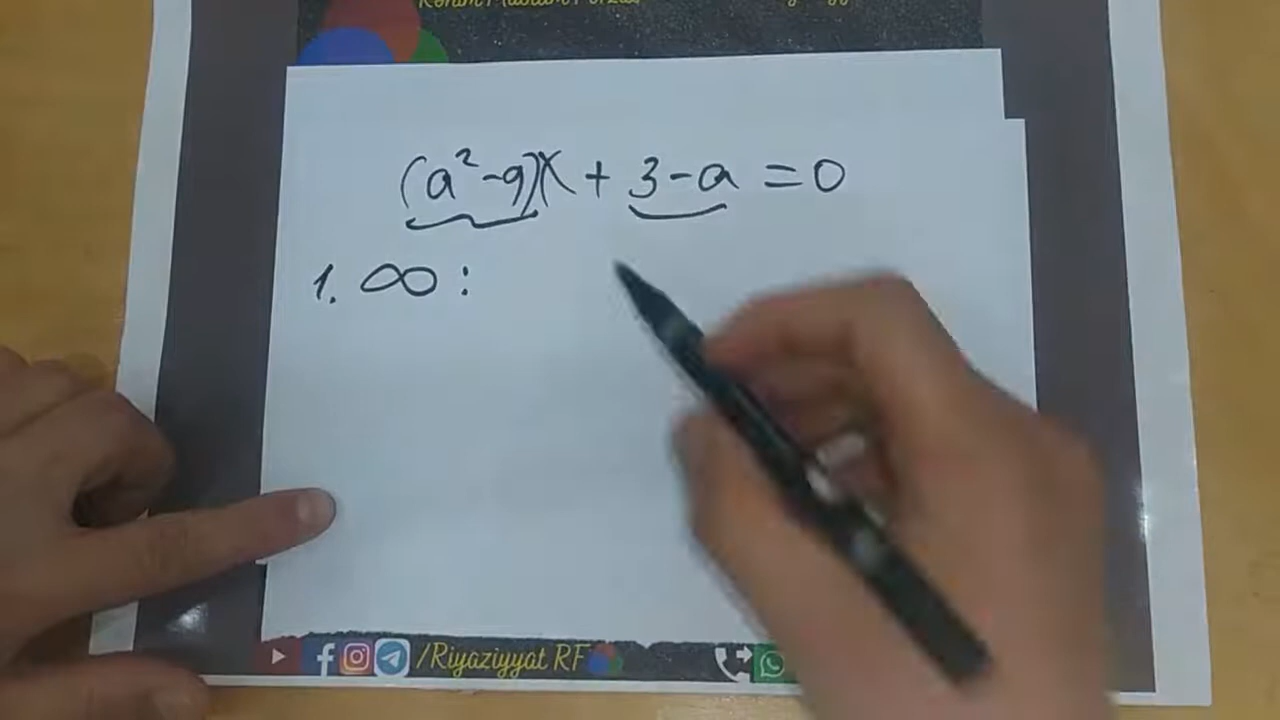 (a²-9)x + 3-a = 0
1. ∞ :
/Riyaziyyat RF